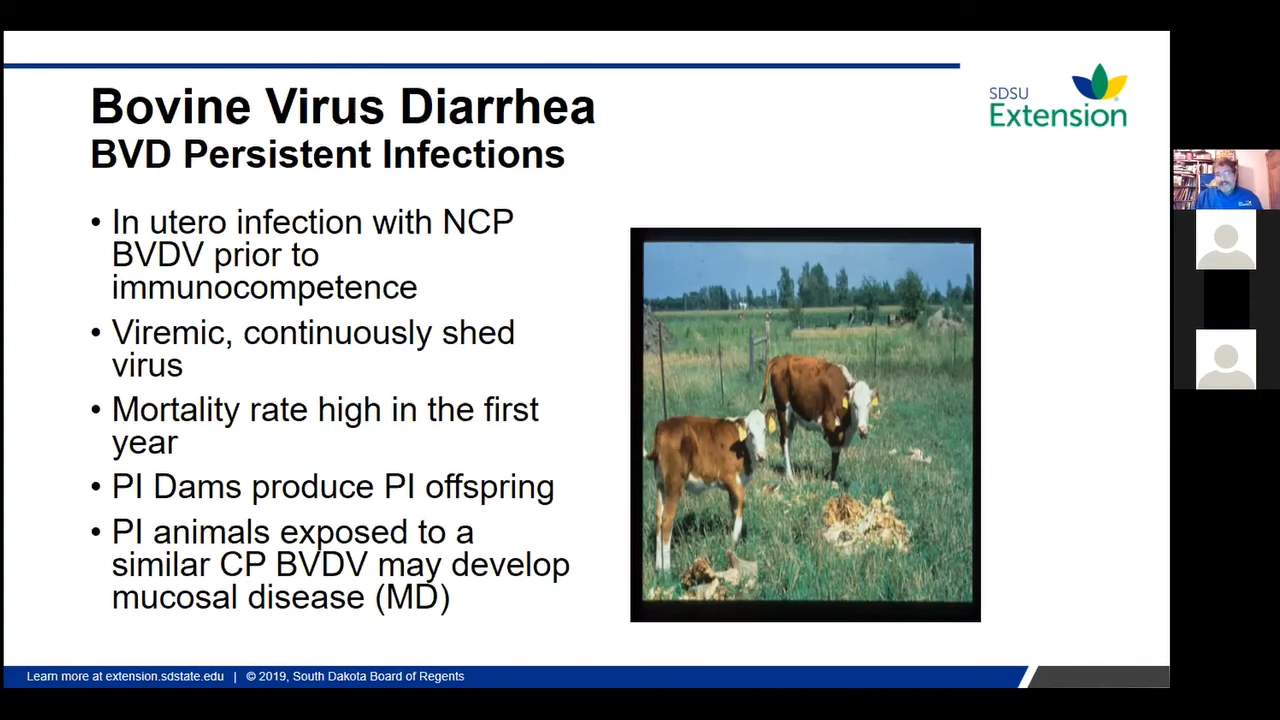 Bovine Virus Diarrhea
BVD Persistent Infections
SDSU
Extension
• In utero infection with NCP
BVDV prior to
immunocompetence
• Viremic, continuously shed
virus
• Mortality rate high in the first
year
• PI Dams produce PI offspring
• PI animals exposed to a
similar CP BVDV may develop
mucosal disease (MD)
Learn more at extension.sdstate.edu | © 2019, South Dakota Board of Regents